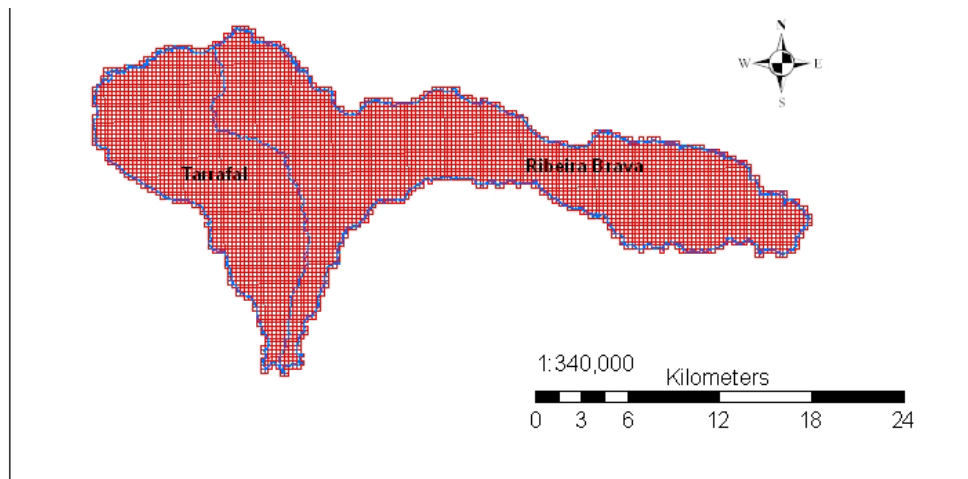 N
W E
S
Tarrafal
Ribeira Brava
1:340,000
Kilometers
0 3 6 12 18 24